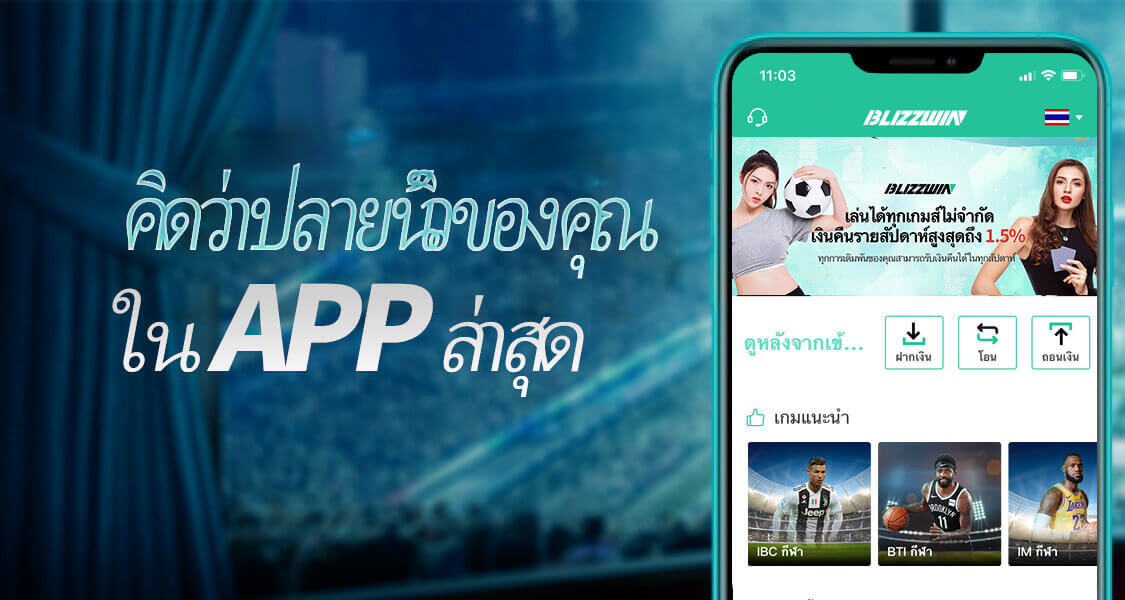 คิดว่าปลายนิ้วของคุณ
ใน APP ล่าสุด
11:03
BLIZZWIN
BLIZZWIN
เล่นได้ทุกเกมส์ไม่จำกัด
เงินคืนรายสัปดาห์สูงสุดถึง 1.5%
ทุกการเดิมพันของคุณสามารถรับเงินคืนได้ในทุกสัปดาห์
ดูหลังจากเข้...
ฝากเงิน
โอน
ถอนเงิน
เกมแนะนำ
Jeep
BROOKLYN
11
LAKERS
23
IBC กีฬา
BTI กีฬา
IM กีฬา